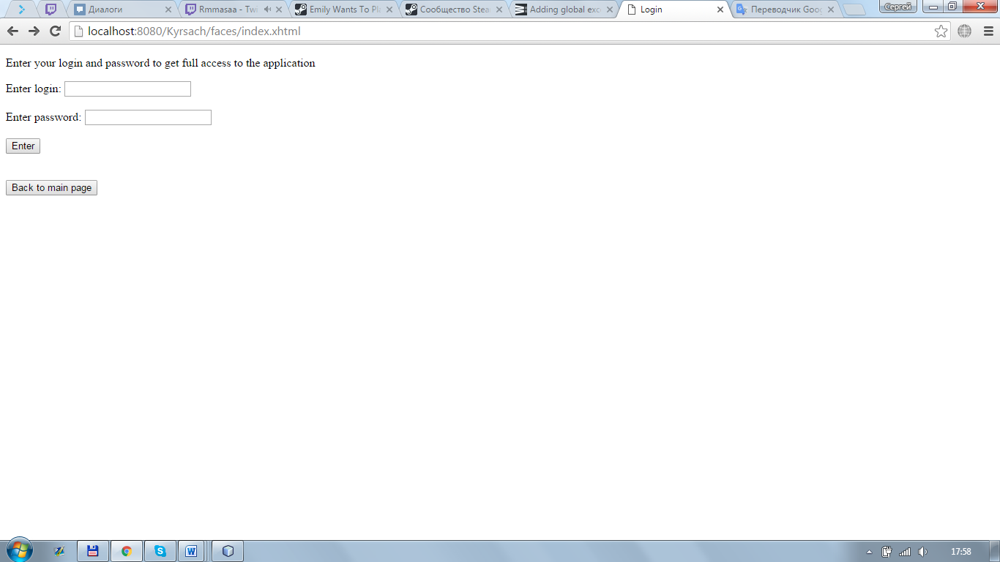 Диалоги
Rmmasaa - Twi
Emily Wants To Pl
Сообщество Stea
Adding global exc
Login
Переводчик Goog
Сергей
localhost:8080/Kyrsach/faces/index.xhtml
Enter your login and password to get full access to the application
Enter login:
Enter password:
Enter
Back to main page
17:58